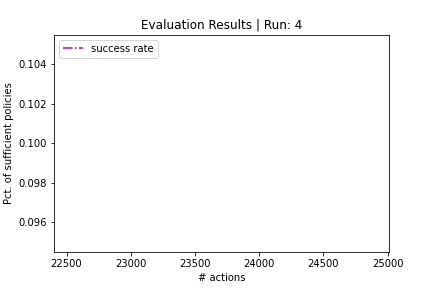 Evaluation Results | Run: 4
success rate
Pct. of sufficient policies
0.104
0.102
0.100
0.098
0.096
22500 23000 23500 24000 24500 25000
# actions